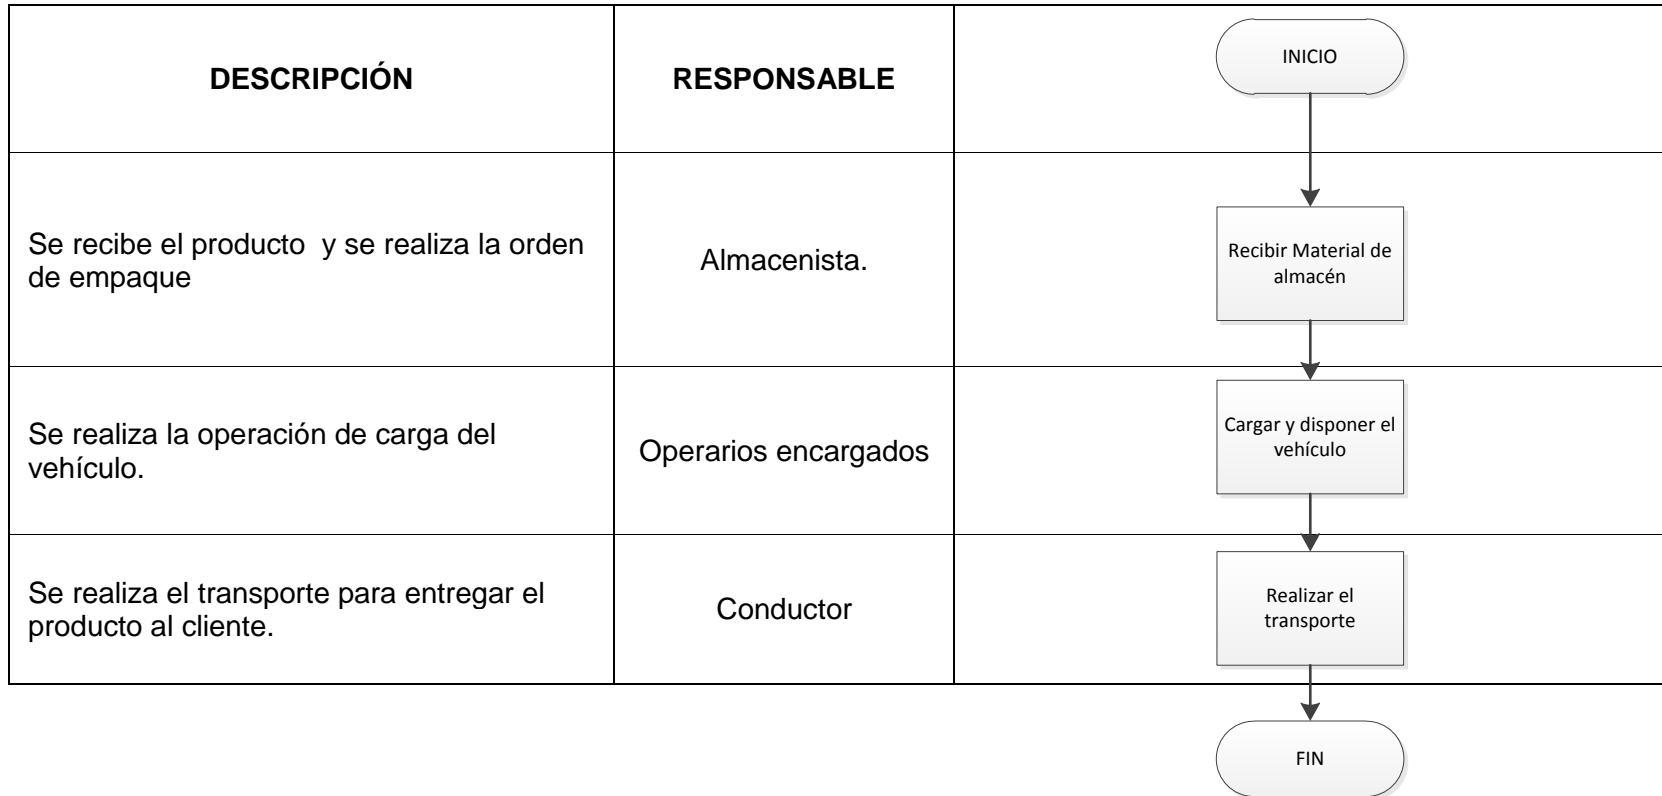 DESCRIPCIÓN
RESPONSABLE
INICIO
Se recibe el producto  y se realiza la orden
de empaque
Almacenista.
Recibir Material de
almacén
Se realiza la operación de carga del
vehículo.
Operarios encargados
Cargar y disponer el
vehículo
Se realiza el transporte para entregar el
producto al cliente.
Conductor
Realizar el
transporte
FIN